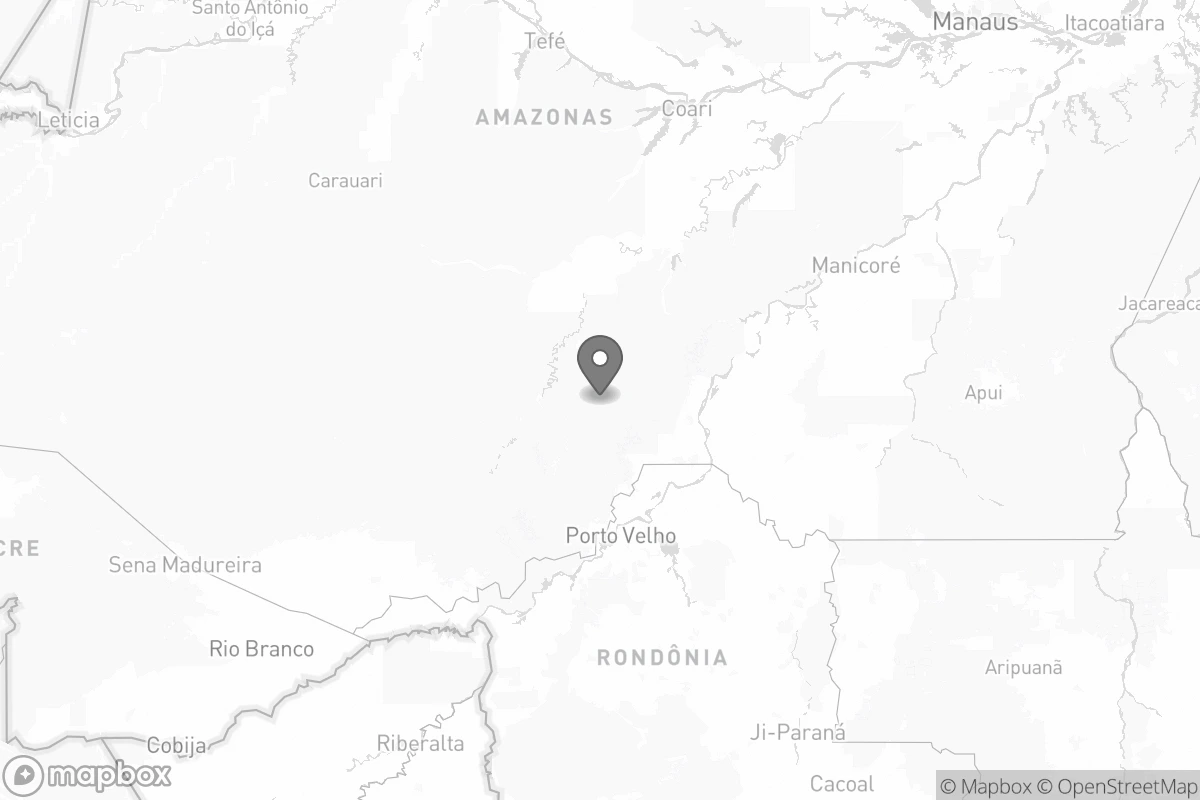 Santo Antônio
do Içá
Manaus
Itacoatiara
Tefé
Coari
AMAZONAS
Leticia
Carauari
Manicoré
Jacareaca
Apui
Porto Velho
CRE
Sena Madureira
Rio Branco
RONDÔNIA
Aripuanã
Ji-Paraná
Cobija
Riberalta
Cacoal
mapbox
© Mapbox © OpenStreetMap